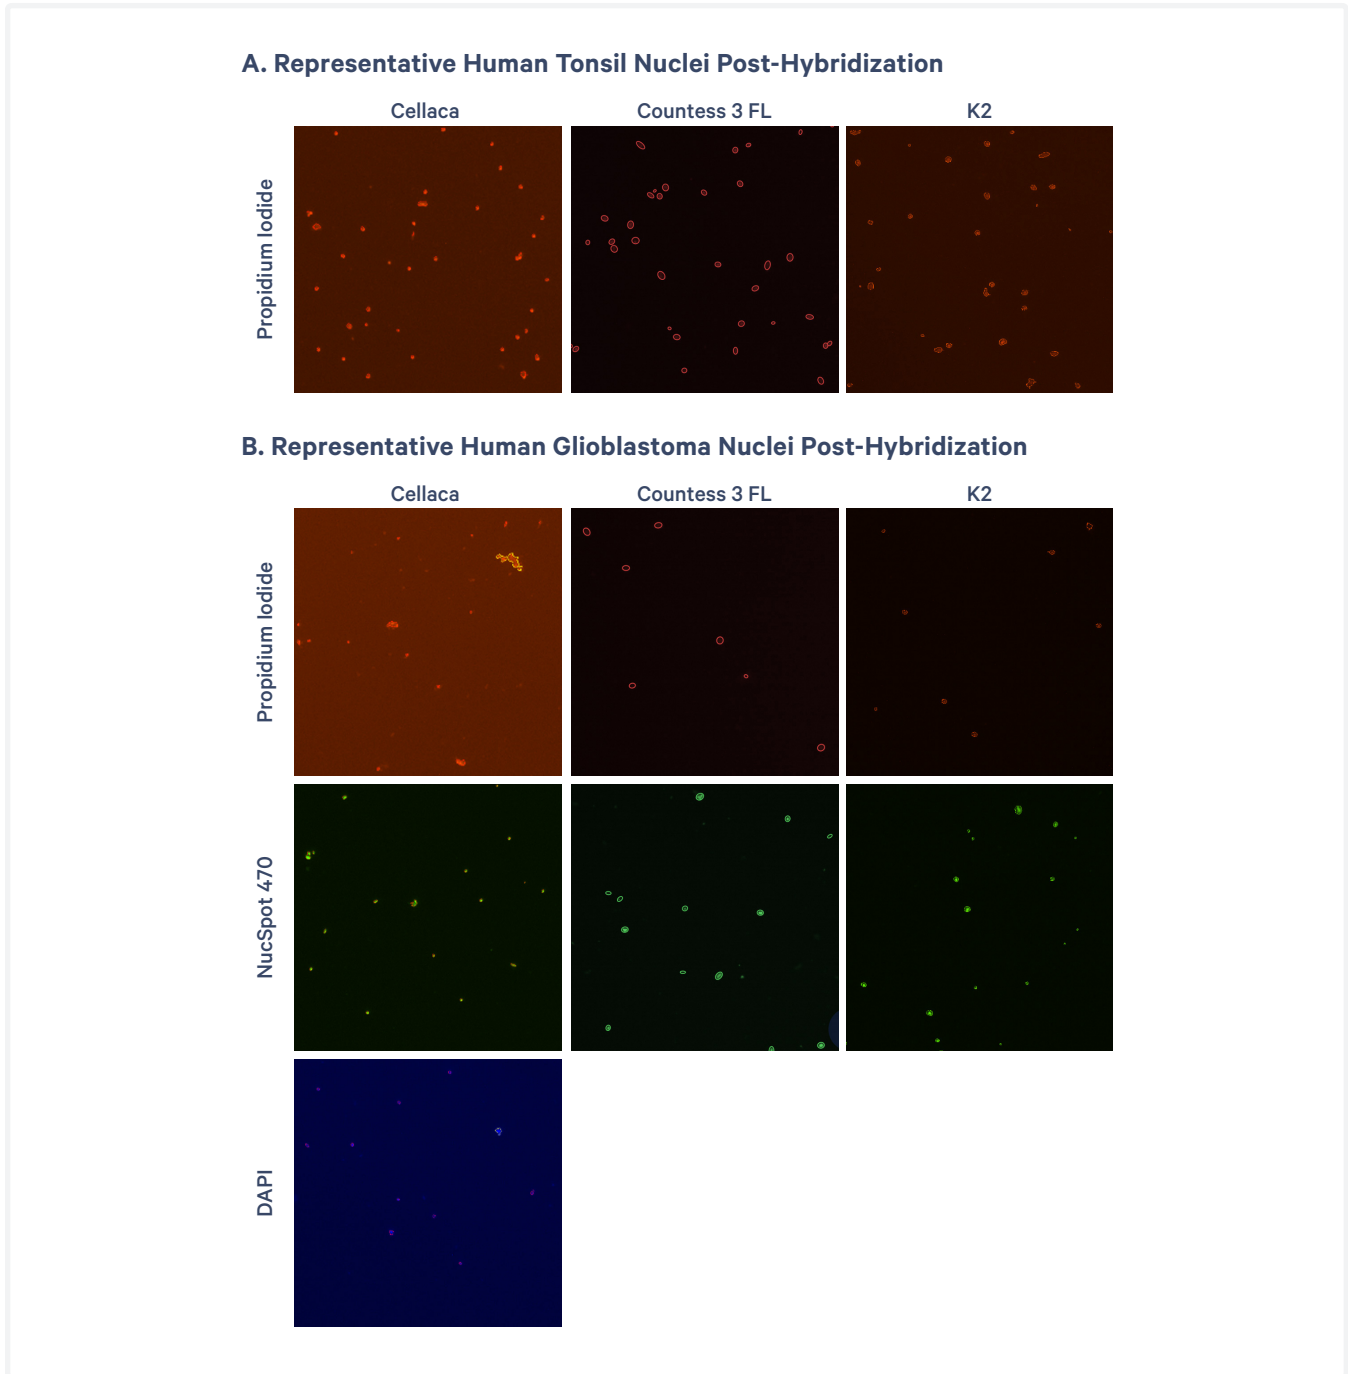 A. Representative Human Tonsil Nuclei Post-Hybridization
Cellaca
Countess 3 FL
K2
Propidium Iodide
B. Representative Human Glioblastoma Nuclei Post-Hybridization
Cellaca
Countess 3 FL
K2
Propidium Iodide
NucSpot 470
DAPI